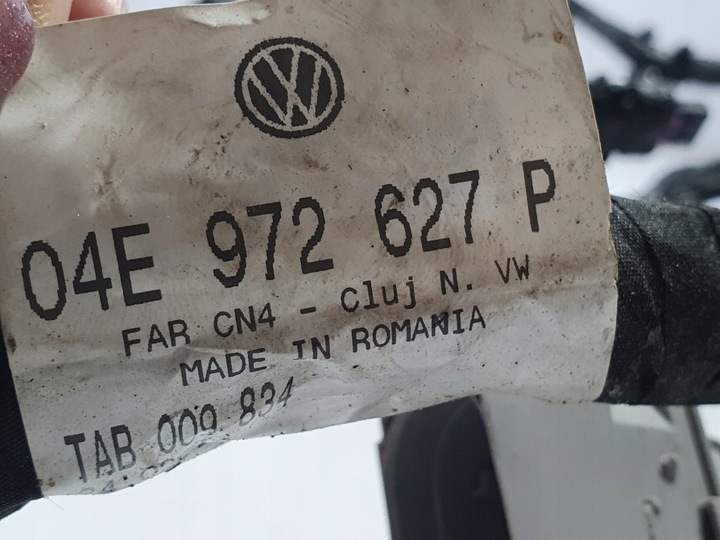 04E 972 627 P
FAR CN4 - Cluj N. VW
MADE IN ROMANIA
TAB 009 834